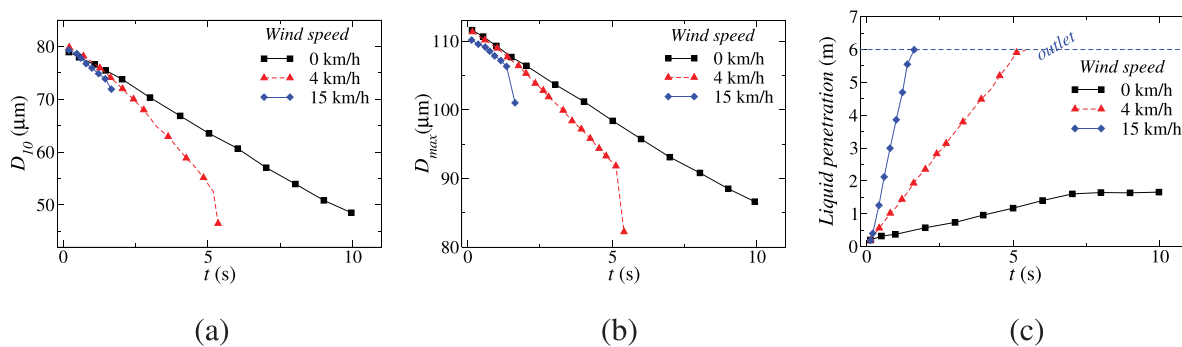 80
70
60
50
D10 (μm)
0 5 10
t (s)
Wind speed
0 km/h
4 km/h
15 km/h
(a)
110
100
90
80
Dmax(μm)
0 5 10
t (s)
Wind speed
0 km/h
4 km/h
15 km/h
(b)
7
6
5
4
3
2
1
0
Liquid penetration (m)
0 5 10
t (s)
outlet
Wind speed
0 km/h
4 km/h
15 km/h
(c)